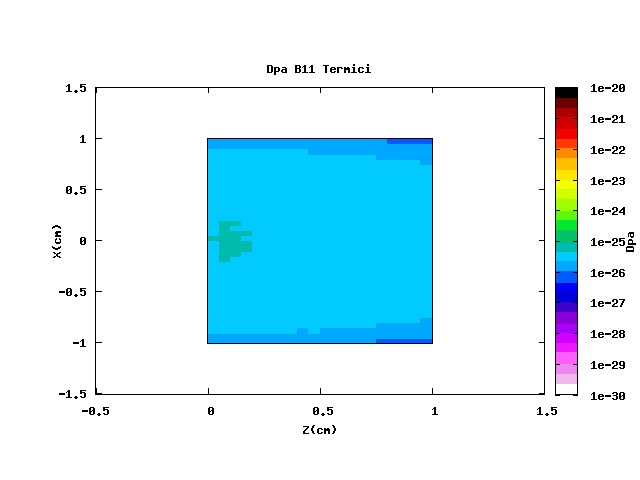 Dpa B11 Termici
1.5
1
0.5
0
-0.5
-1
-1.5
X(cm)
-0.5
0
0.5
1
1.5
Z(cm)
1e-20
1e-21
1e-22
1e-23
1e-24
1e-25
1e-26
1e-27
1e-28
1e-29
1e-30
Dpa